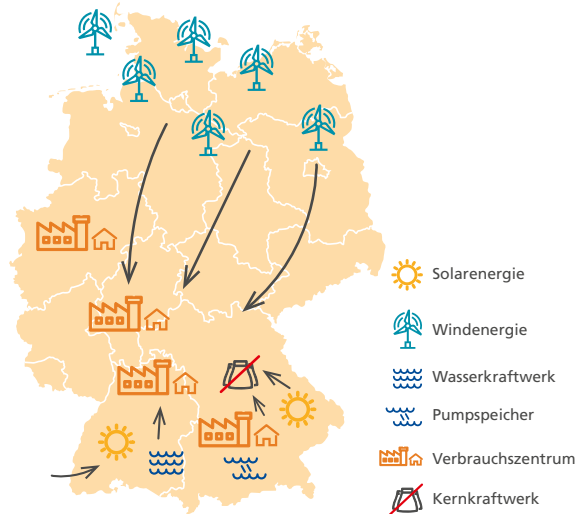 Solarenergie
Windenergie
Wasserkraftwerk
Pumpspeicher
Verbrauchszentrum
Kernkraftwerk